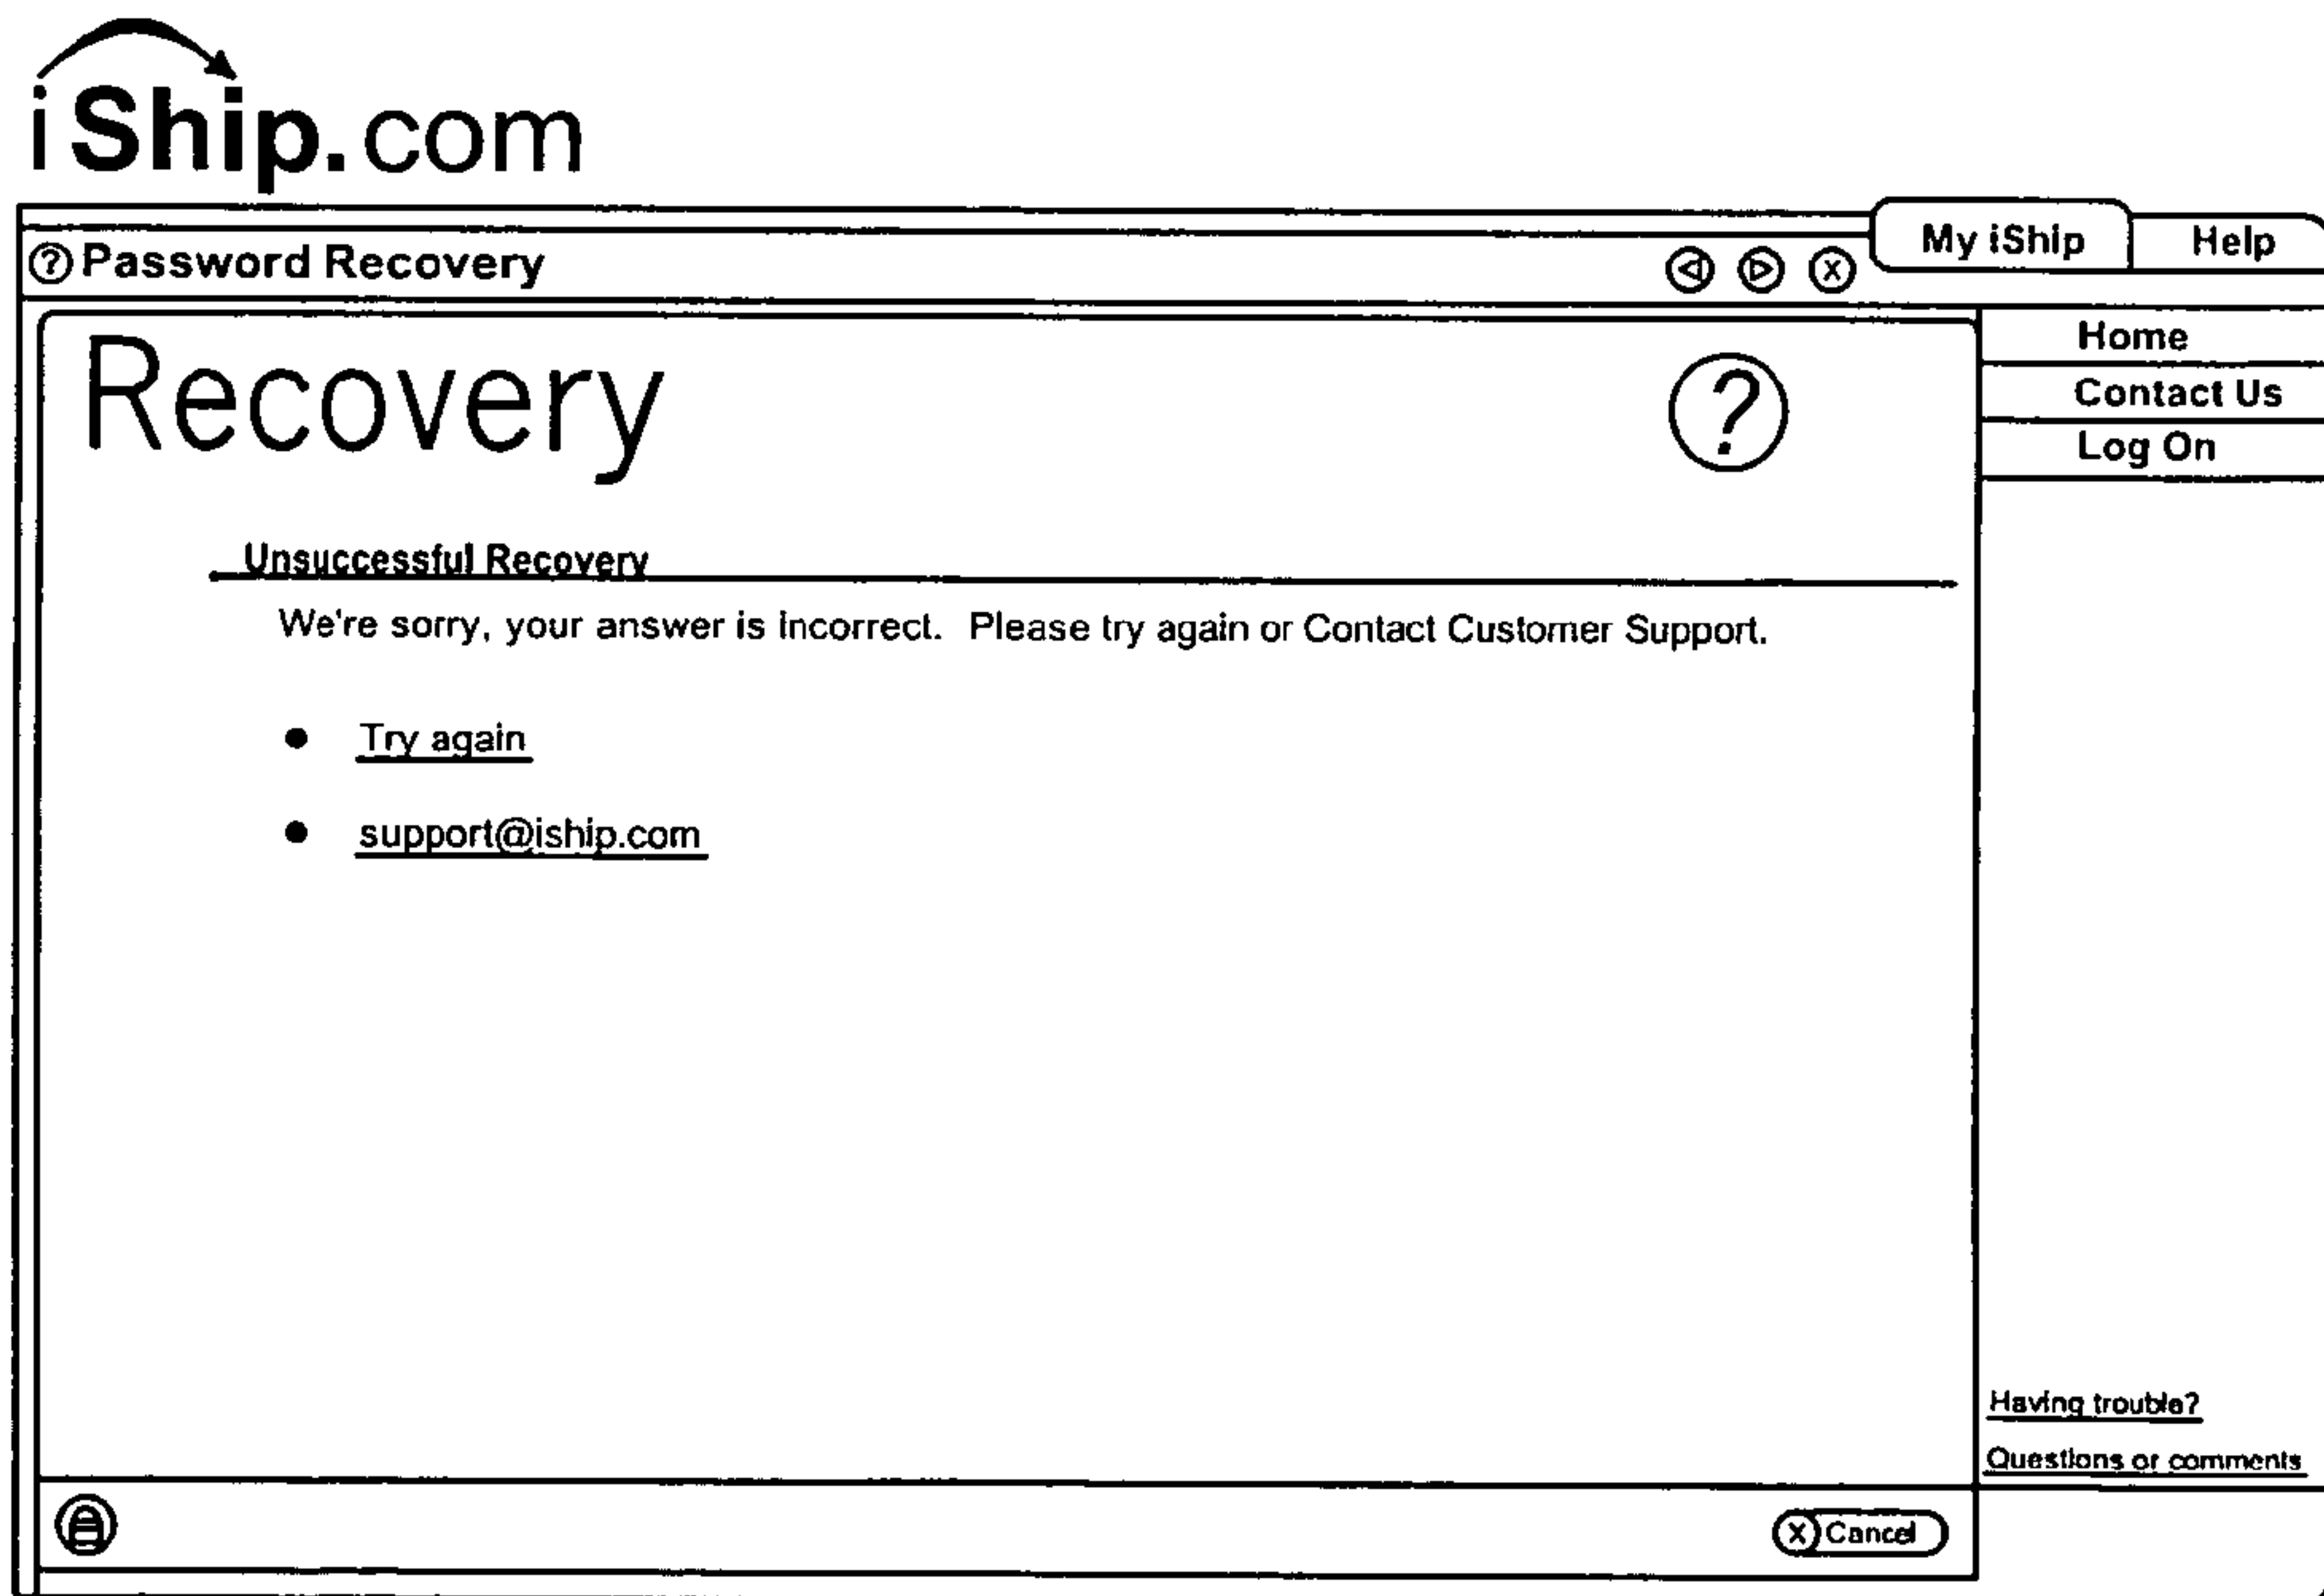 iShip.com
My iShip Help
? Password Recovery X
Recovery ?
Home
Contact Us
Log On
Unsuccessful Recovery
We're sorry, your answer is incorrect. Please try again or Contact Customer Support.
• Try again
• support@iship.com
Having trouble?
Questions or comments
X Cancel